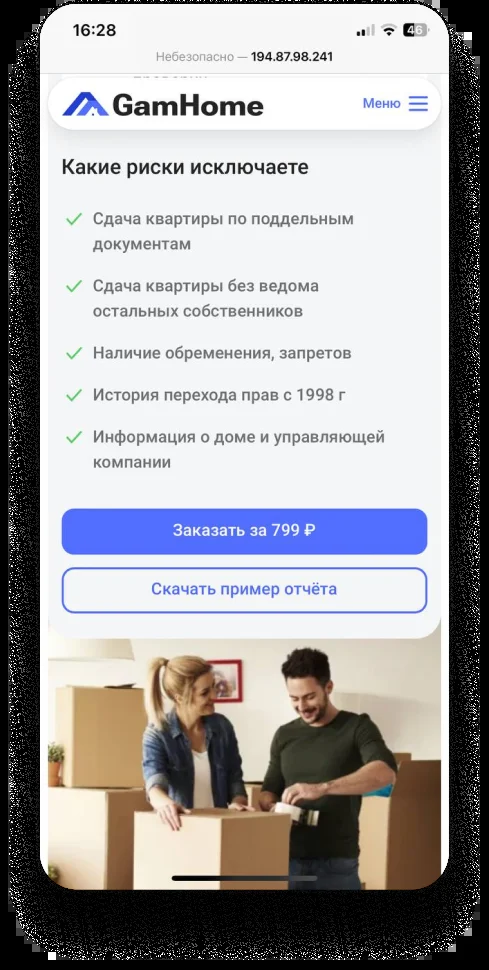 16:28
46
Небезопасно — 194.87.98.241
GamHome
Меню
Какие риски исключаете
Сдача квартиры по поддельным
документам
Сдача квартиры без ведома
остальных собственников
Наличие обременения, запретов
История перехода прав с 1998 г
Информация о доме и управляющей
компании
Заказать за 799 ₽
Скачать пример отчёта